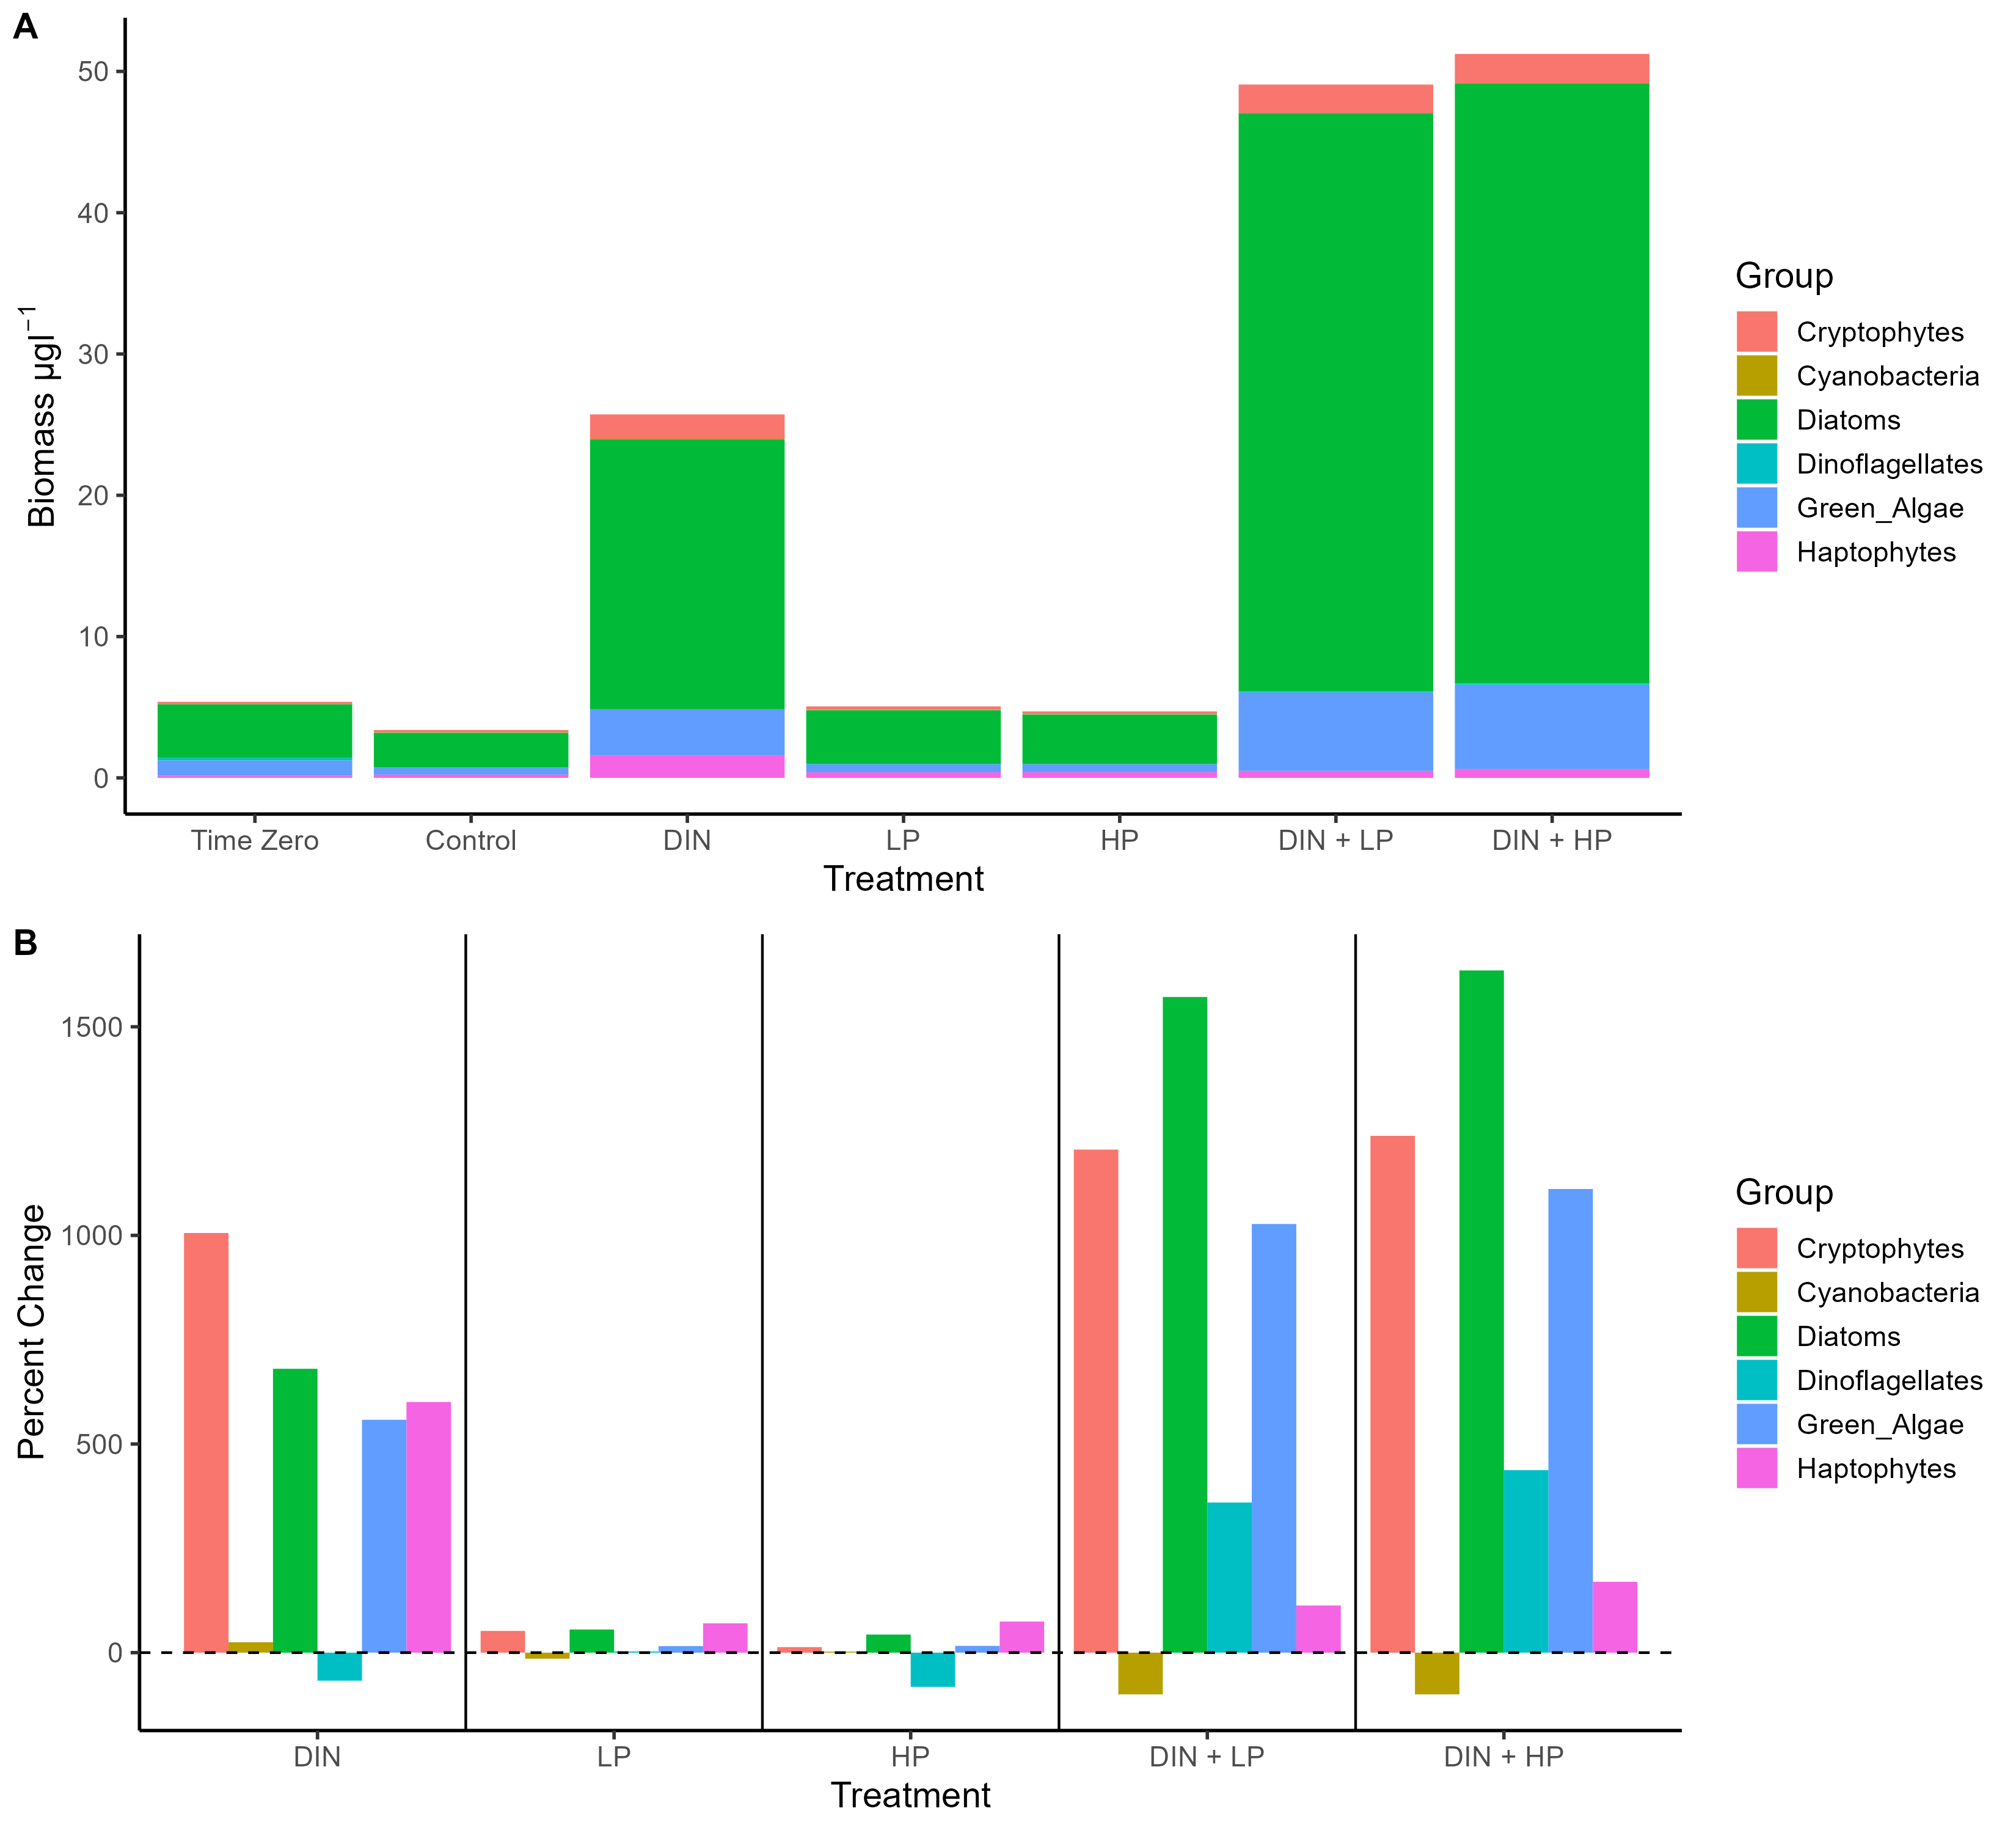 A
50
40
30
20
10
0
Biomass µgl⁻¹
Time Zero Control DIN LP HP DIN + LP DIN + HP
Treatment
Group
Cryptophytes
Cyanobacteria
Diatoms
Dinoflagellates
Green_Algae
Haptophytes
B
1500
1000
500
0
Percent Change
DIN LP HP DIN + LP DIN + HP
Treatment
Group
Cryptophytes
Cyanobacteria
Diatoms
Dinoflagellates
Green_Algae
Haptophytes